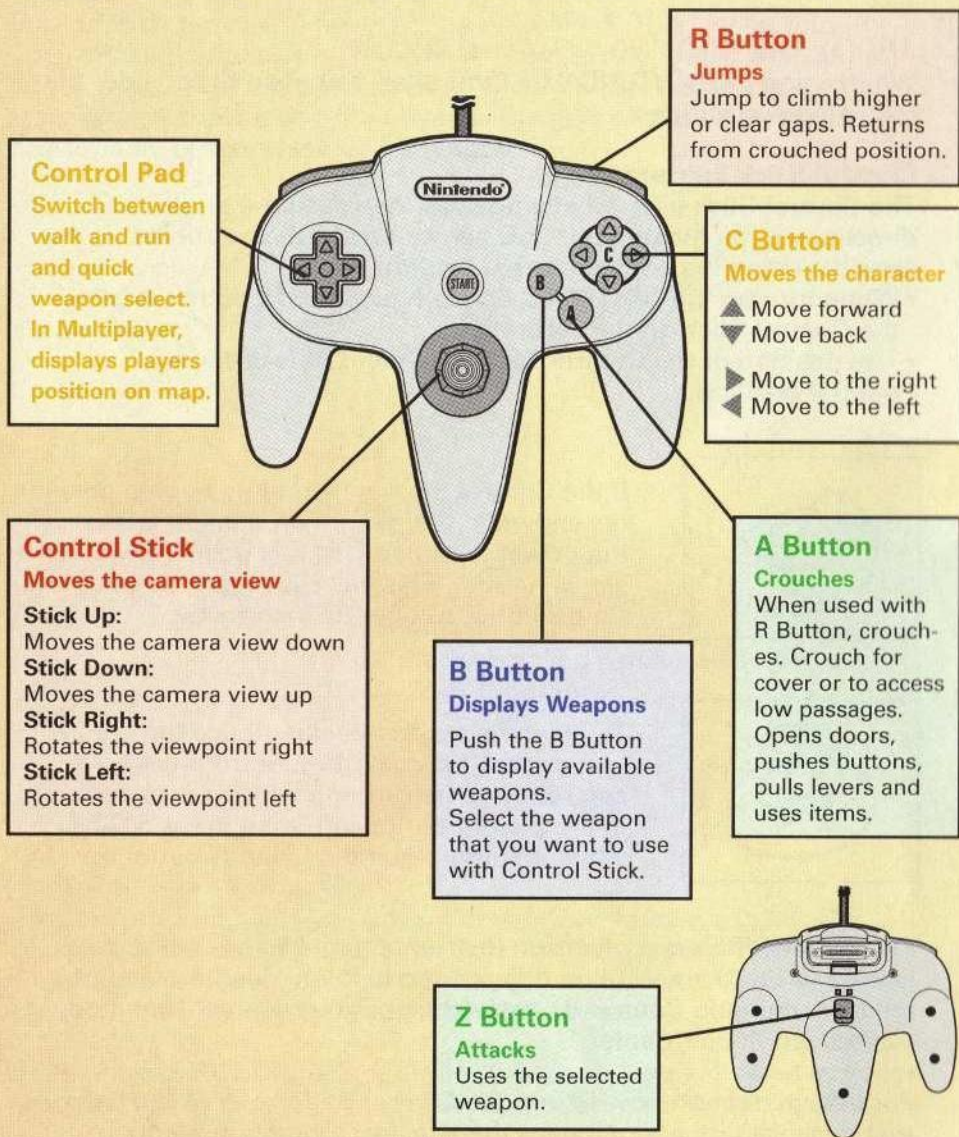 R Button
Jumps
Jump to climb higher
or clear gaps. Returns
from crouched position.
Control Pad
Switch between
walk and run
and quick
weapon select.
In Multiplayer,
displays players
position on map.
Nintendo®
START
B
A
C
C Button
Moves the character
▲ Move forward
▼ Move back
▶ Move to the right
◀ Move to the left
Control Stick
Moves the camera view
Stick Up:
Moves the camera view down
Stick Down:
Moves the camera view up
Stick Right:
Rotates the viewpoint right
Stick Left:
Rotates the viewpoint left
B Button
Displays Weapons
Push the B Button
to display available
weapons.
Select the weapon
that you want to use
with Control Stick.
A Button
Crouches
When used with
R Button, crouch-
es. Crouch for
cover or to access
low passages.
Opens doors,
pushes buttons,
pulls levers and
uses items.
Z Button
Attacks
Uses the selected
weapon.